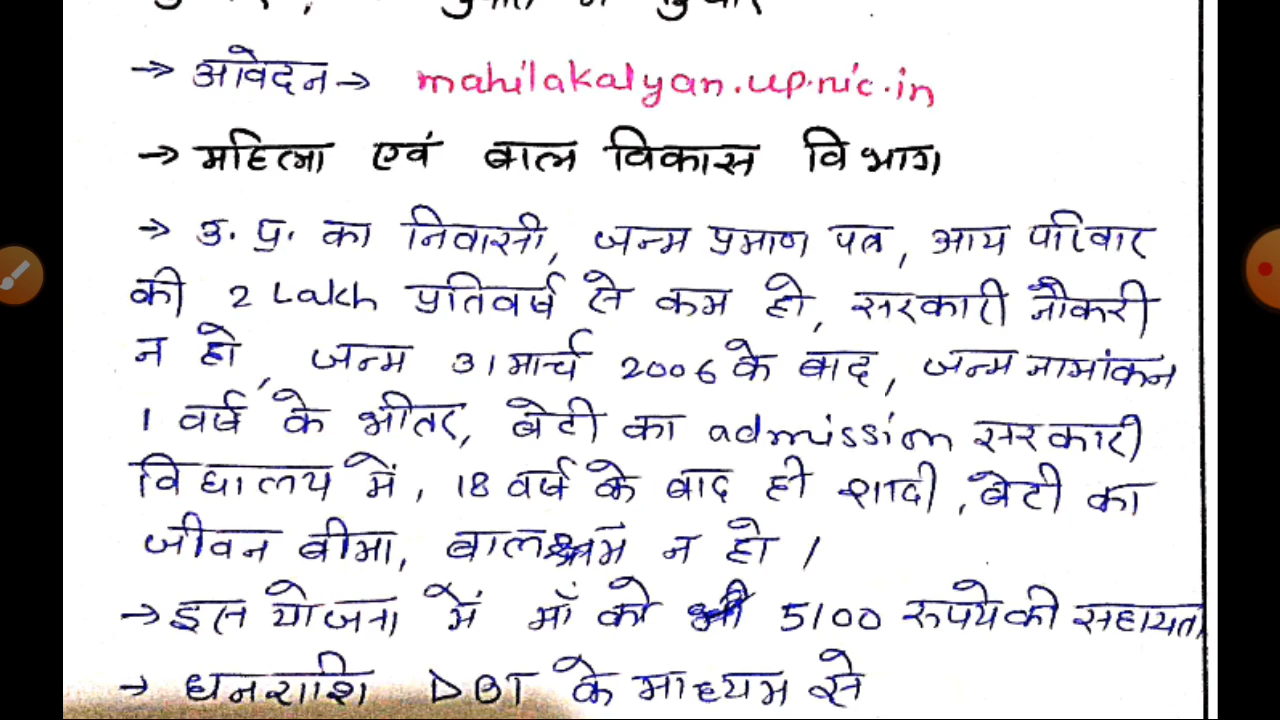 → आवेदन → mahilakalyan.up.nic.in
→ महिला एवं बाल विकास विभाग
→ उ. प्र. का निवासी, जन्म प्रमाण पत्र, आय परिवार
की 2 Lakh प्रतिवर्ष से कम हो, सरकारी नौकरी
न हो, जन्म 31 मार्च 2006 के बाद, जन्म नामांकन
1 वर्ष के भीतर, बेटी का admission सरकारी
विद्यालय में, 18 वर्ष के बाद ही शादी, बेटी का
जीवन बीमा, बालश्रम न हो ।
→ इस योजना में माँ को भी 5100 रुपये की सहायता
→ धनराशि DBT के माध्यम से